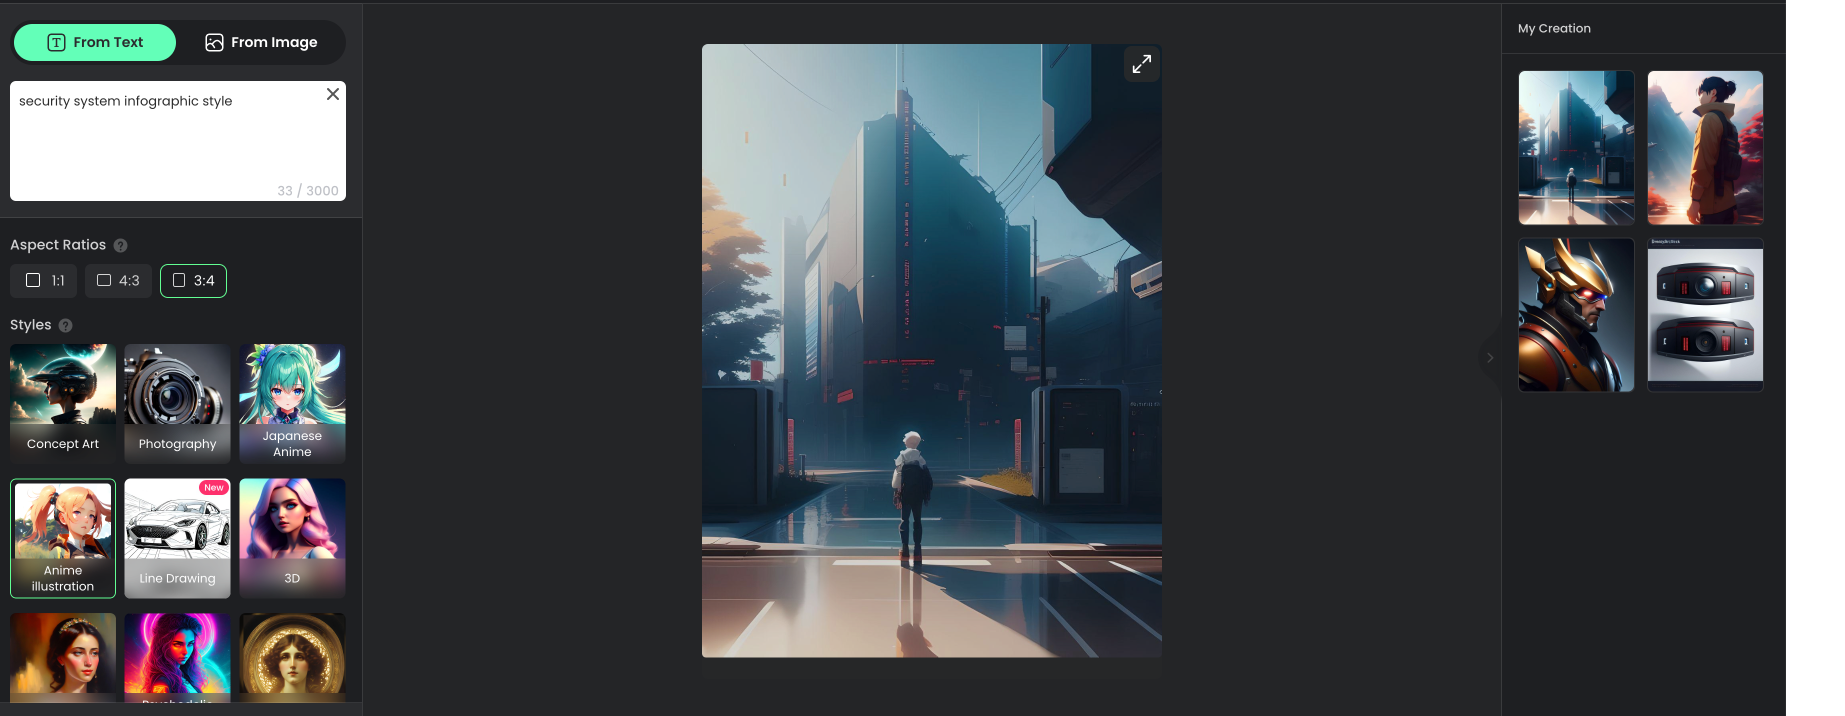 From Text
From Image
security system infographic style
33 / 3000
Aspect Ratios
?
1:1
4:3
3:4
Styles
?
Concept Art
Photography
Japanese
Anime
Anime
illustration
New
Line Drawing
3D
My Creation